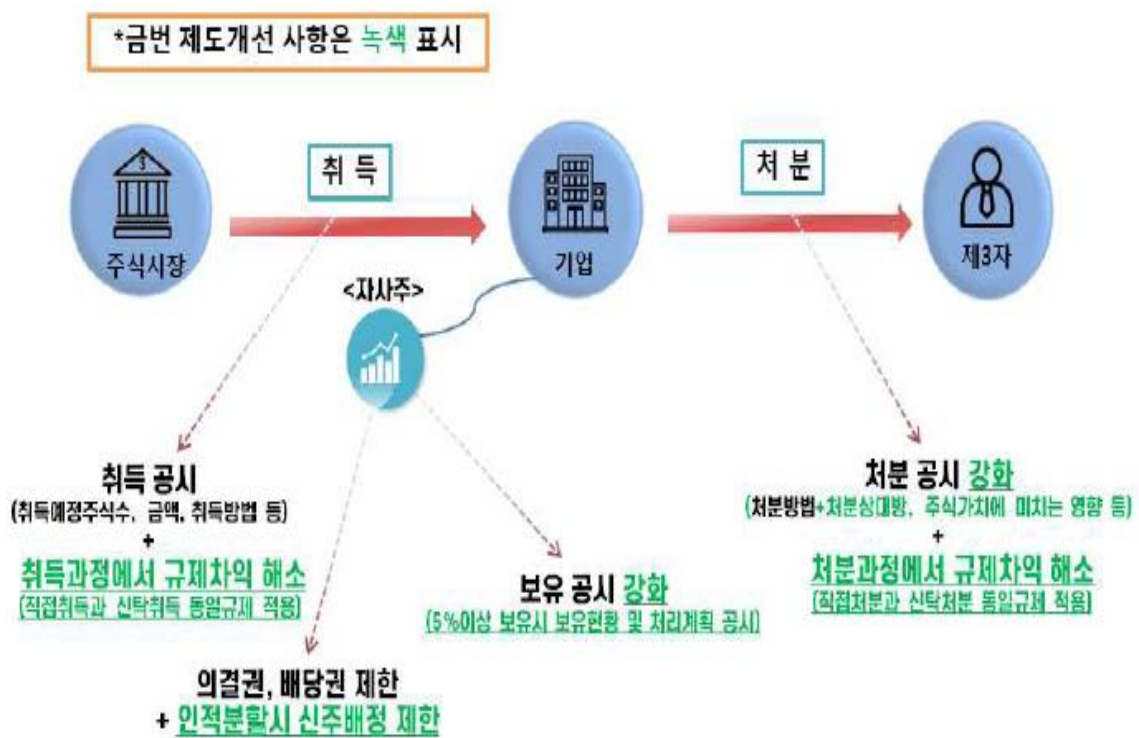 *금번 제도개선 사항은 녹색 표시
취 득
처 분
주식시장
기업
제3자
<자사주>
취득 공시
(취득예정주식수, 금액, 취득방법 등)
+
취득과정에서 규제차익 해소
(직접취득과 신탁취득 동일규제 적용)
처분 공시 강화
(처분방법+처분상대방, 주식가치에 미치는 영향 등)
+
처분과정에서 규제차익 해소
(직접처분과 신탁처분 동일규제 적용)
보유 공시 강화
(5%이상 보유시 보유현황 및 처리계획 공시)
의결권, 배당권 제한
+ 인적분할시 신주배정 제한